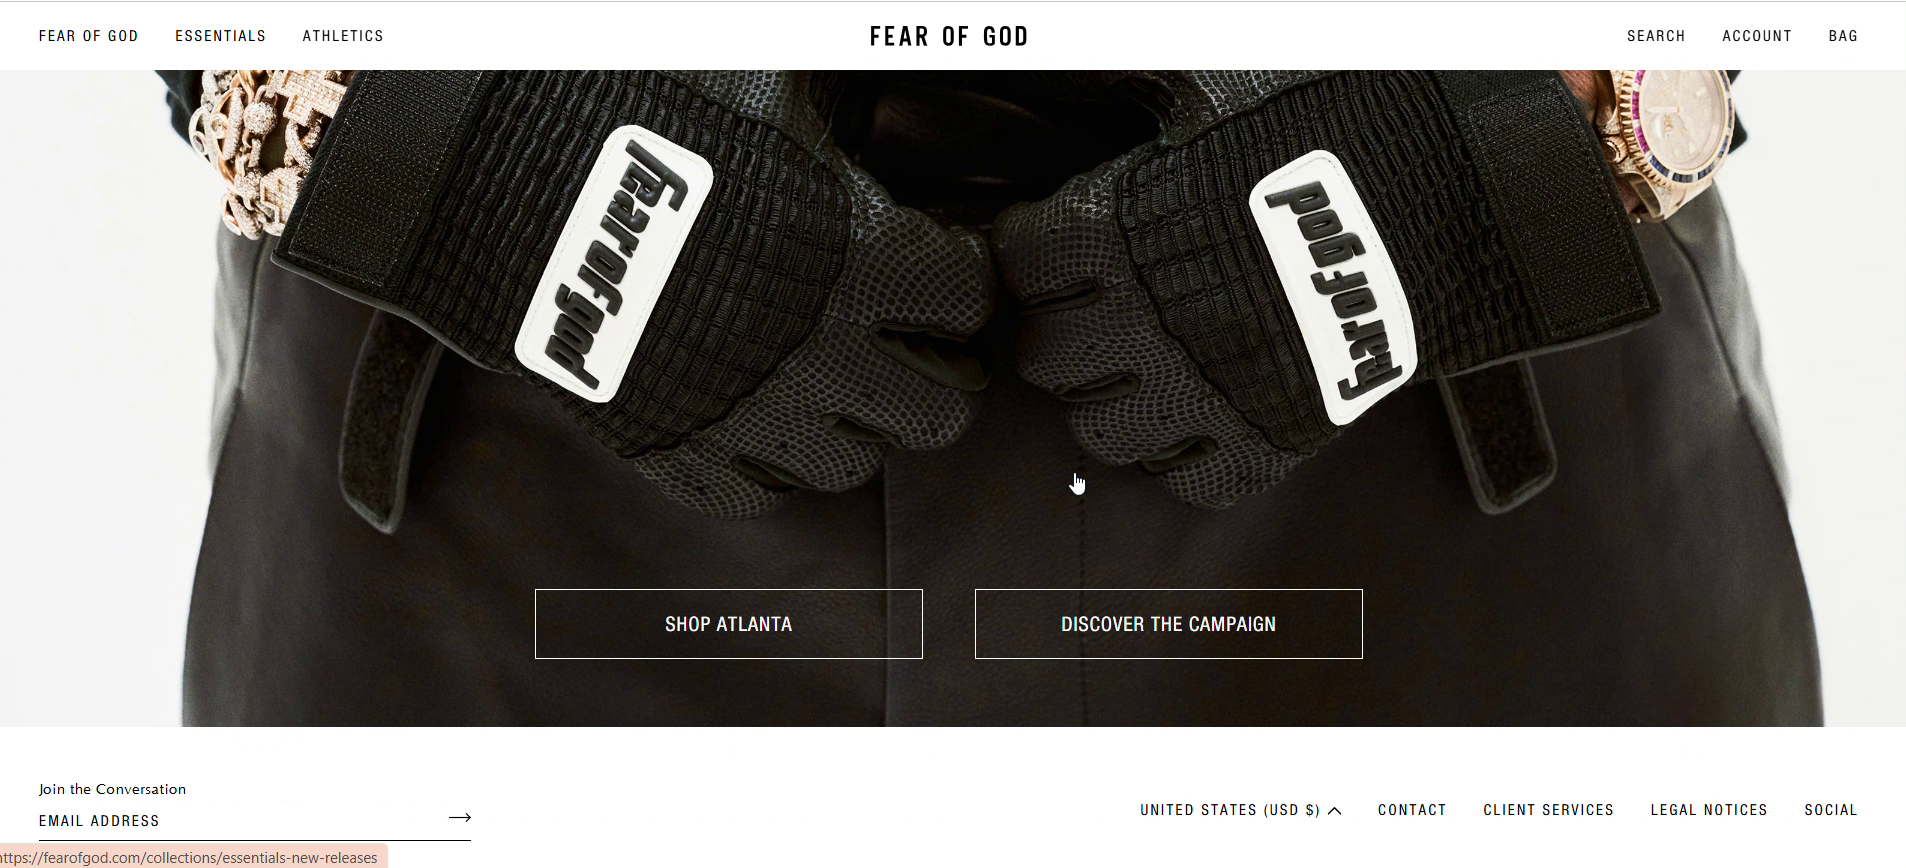 FEAR OF GOD ESSENTIALS ATHLETICS FEAR OF GOD SEARCH ACCOUNT BAG
fear of god
fear of god
SHOP ATLANTA DISCOVER THE CAMPAIGN
Join the Conversation
EMAIL ADDRESS
UNITED STATES (USD $) CONTACT CLIENT SERVICES LEGAL NOTICES SOCIAL
https://fearofgod.com/collections/essentials-new-releases